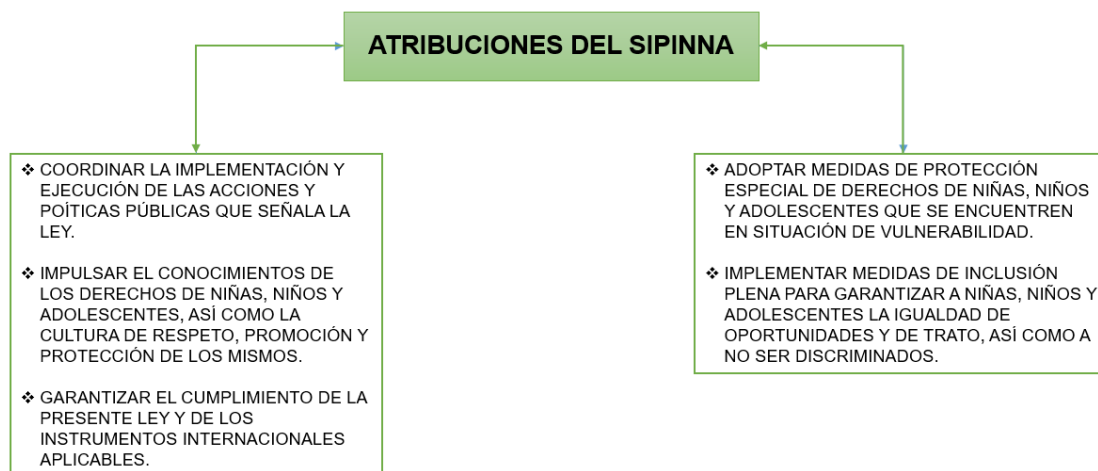 ATRIBUCIONES DEL SIPINNA
❖ COORDINAR LA IMPLEMENTACIÓN Y
EJECUCIÓN DE LAS ACCIONES Y
POÍTICAS PÚBLICAS QUE SEÑALA LA
LEY.
❖ IMPULSAR EL CONOCIMIENTOS DE
LOS DERECHOS DE NIÑAS, NIÑOS Y
ADOLESCENTES, ASÍ COMO LA
CULTURA DE RESPETO, PROMOCIÓN Y
PROTECCIÓN DE LOS MISMOS.
❖ GARANTIZAR EL CUMPLIMIENTO DE LA
PRESENTE LEY Y DE LOS
INSTRUMENTOS INTERNACIONALES
APLICABLES.
❖ ADOPTAR MEDIDAS DE PROTECCIÓN
ESPECIAL DE DERECHOS DE NIÑAS, NIÑOS
Y ADOLESCENTES QUE SE ENCUENTREN
EN SITUACIÓN DE VULNERABILIDAD.
❖ IMPLEMENTAR MEDIDAS DE INCLUSIÓN
PLENA PARA GARANTIZAR A NIÑAS, NIÑOS Y
ADOLESCENTES LA IGUALDAD DE
OPORTUNIDADES Y DE TRATO, ASÍ COMO A
NO SER DISCRIMINADOS.